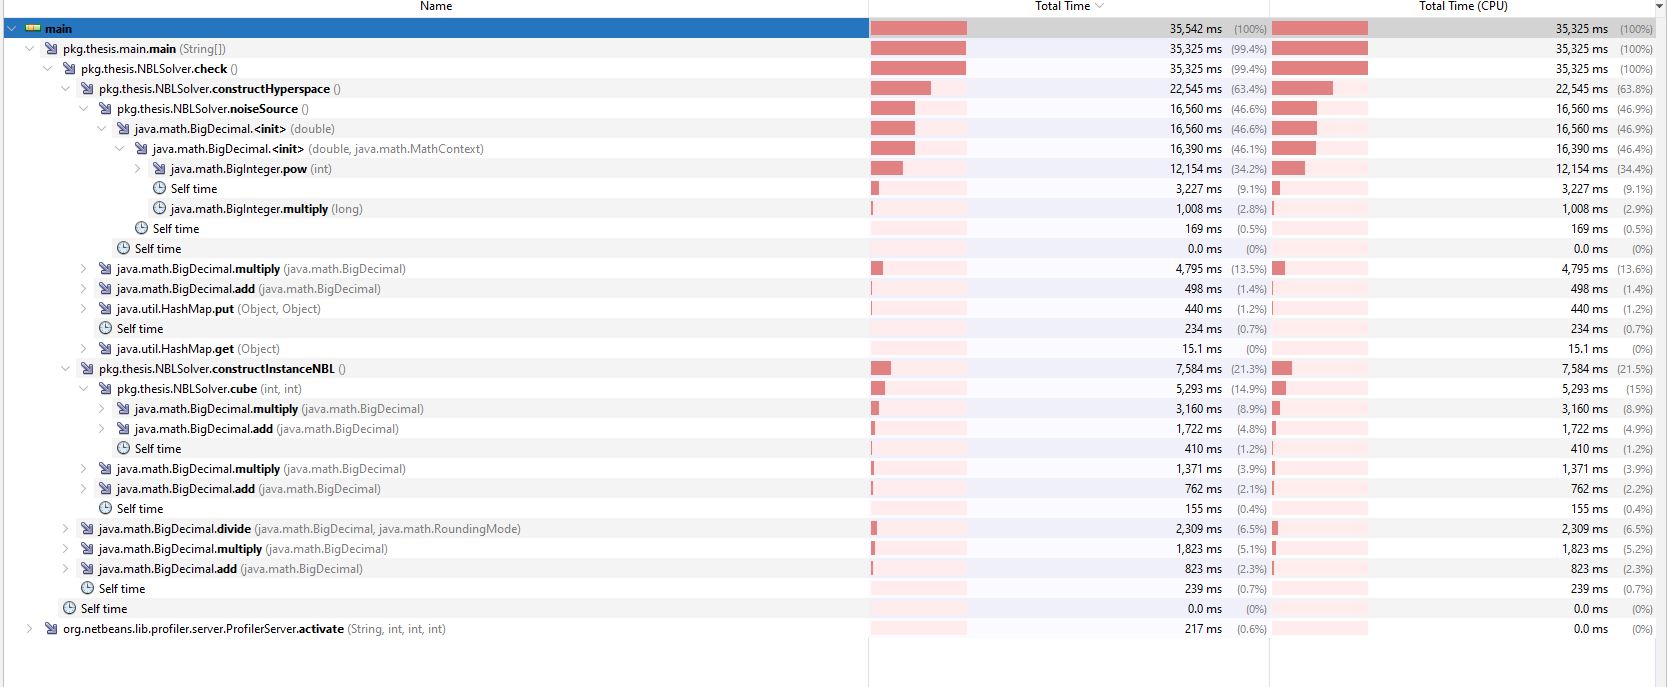 Name Total Time Total Time (CPU)
main 35,542 ms (100%) 35,325 ms (100%)
pkg.thesis.main.main (String[]) 35,325 ms (99.4%) 35,325 ms (100%)
pkg.thesis.NBLSolver.check () 35,325 ms (99.4%) 35,325 ms (100%)
pkg.thesis.NBLSolver.constructHyperspace () 22,545 ms (63.4%) 22,545 ms (63.8%)
pkg.thesis.NBLSolver.noiseSource () 16,560 ms (46.6%) 16,560 ms (46.9%)
java.math.BigDecimal.<init> (double) 16,560 ms (46.6%) 16,560 ms (46.9%)
java.math.BigDecimal.<init> (double, java.math.MathContext) 16,390 ms (46.1%) 16,390 ms (46.4%)
java.math.BigInteger.pow (int) 12,154 ms (34.2%) 12,154 ms (34.4%)
Self time 3,227 ms (9.1%) 3,227 ms (9.1%)
java.math.BigInteger.multiply (long) 1,008 ms (2.8%) 1,008 ms (2.9%)
Self time 169 ms (0.5%) 169 ms (0.5%)
Self time 0.0 ms (0%) 0.0 ms (0%)
java.math.BigDecimal.multiply (java.math.BigDecimal) 4,795 ms (13.5%) 4,795 ms (13.6%)
java.math.BigDecimal.add (java.math.BigDecimal) 498 ms (1.4%) 498 ms (1.4%)
java.util.HashMap.put (Object, Object) 440 ms (1.2%) 440 ms (1.2%)
Self time 234 ms (0.7%) 234 ms (0.7%)
java.util.HashMap.get (Object) 15.1 ms (0%) 15.1 ms (0%)
pkg.thesis.NBLSolver.constructInstanceNBL () 7,584 ms (21.3%) 7,584 ms (21.5%)
pkg.thesis.NBLSolver.cube (int, int) 5,293 ms (14.9%) 5,293 ms (15%)
java.math.BigDecimal.multiply (java.math.BigDecimal) 3,160 ms (8.9%) 3,160 ms (8.9%)
java.math.BigDecimal.add (java.math.BigDecimal) 1,722 ms (4.8%) 1,722 ms (4.9%)
Self time 410 ms (1.2%) 410 ms (1.2%)
java.math.BigDecimal.multiply (java.math.BigDecimal) 1,371 ms (3.9%) 1,371 ms (3.9%)
java.math.BigDecimal.add (java.math.BigDecimal) 762 ms (2.1%) 762 ms (2.2%)
Self time 155 ms (0.4%) 155 ms (0.4%)
java.math.BigDecimal.divide (java.math.BigDecimal, java.math.RoundingMode) 2,309 ms (6.5%) 2,309 ms (6.5%)
java.math.BigDecimal.multiply (java.math.BigDecimal) 1,823 ms (5.1%) 1,823 ms (5.2%)
java.math.BigDecimal.add (java.math.BigDecimal) 823 ms (2.3%) 823 ms (2.3%)
Self time 239 ms (0.7%) 239 ms (0.7%)
Self time 0.0 ms (0%) 0.0 ms (0%)
org.netbeans.lib.profiler.server.ProfilerServer.activate (String, int, int, int) 217 ms (0.6%) 0.0 ms (0%)